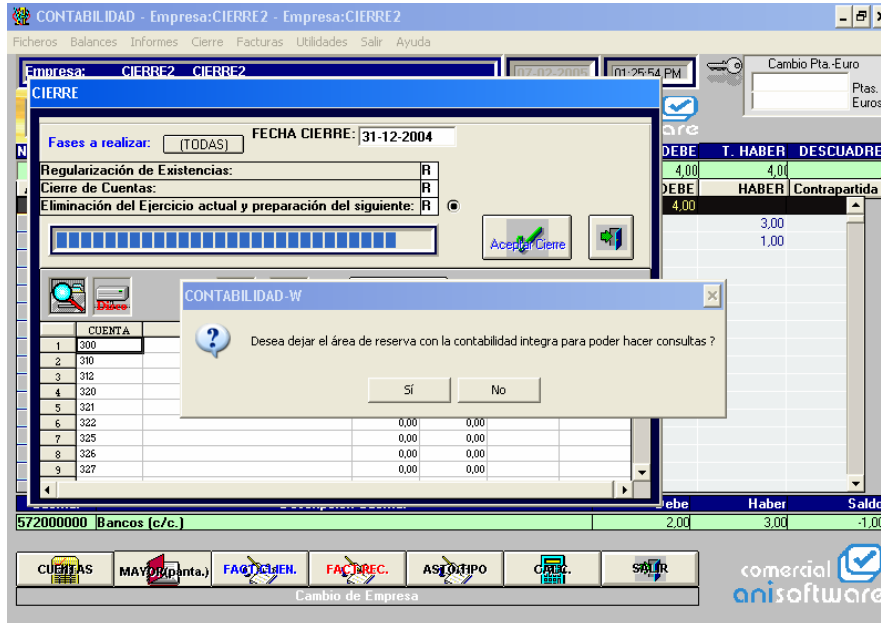 CONTABILIDAD - Empresa:CIERRE2 - Empresa:CIERRE2
Ficheros Balances Informes Cierre Facturas Utilidades Salir Ayuda
Empresa: CIERRE2 CIERRE2
07-02-2005
01:25:54 PM
Cambio Pta.-Euro
Ptas.
Euros
CIERRE
Fases a realizar: (TODAS) FECHA CIERRE: 31-12-2004
Regularización de Existencias: R
Cierre de Cuentas: R
Eliminación del Ejercicio actual y preparación del siguiente: R
Aceptar Cierre
DEBE T. HABER DESCUADRE
4,00 4,00
DEBE HABER Contrapartida
4,00
3,00
1,00
CONTABILIDAD-W
Desea dejar el área de reserva con la contabilidad integra para poder hacer consultas ?
Sí No
CUENTA
1 300
2 310
3 312
4 320
5 321
6 322 0,00 0,00
7 325 0,00 0,00
8 326 0,00 0,00
9 327 0,00 0,00
Debe Haber Saldo
572000000 Bancos (c/c.) 2,00 3,00 -1,00
CUENTAS MAYOR(panta.) FACT.CLIEN. FACT.REC. ASTOTIPO CALC. SALIR
Cambio de Empresa
comercial
anisoftware